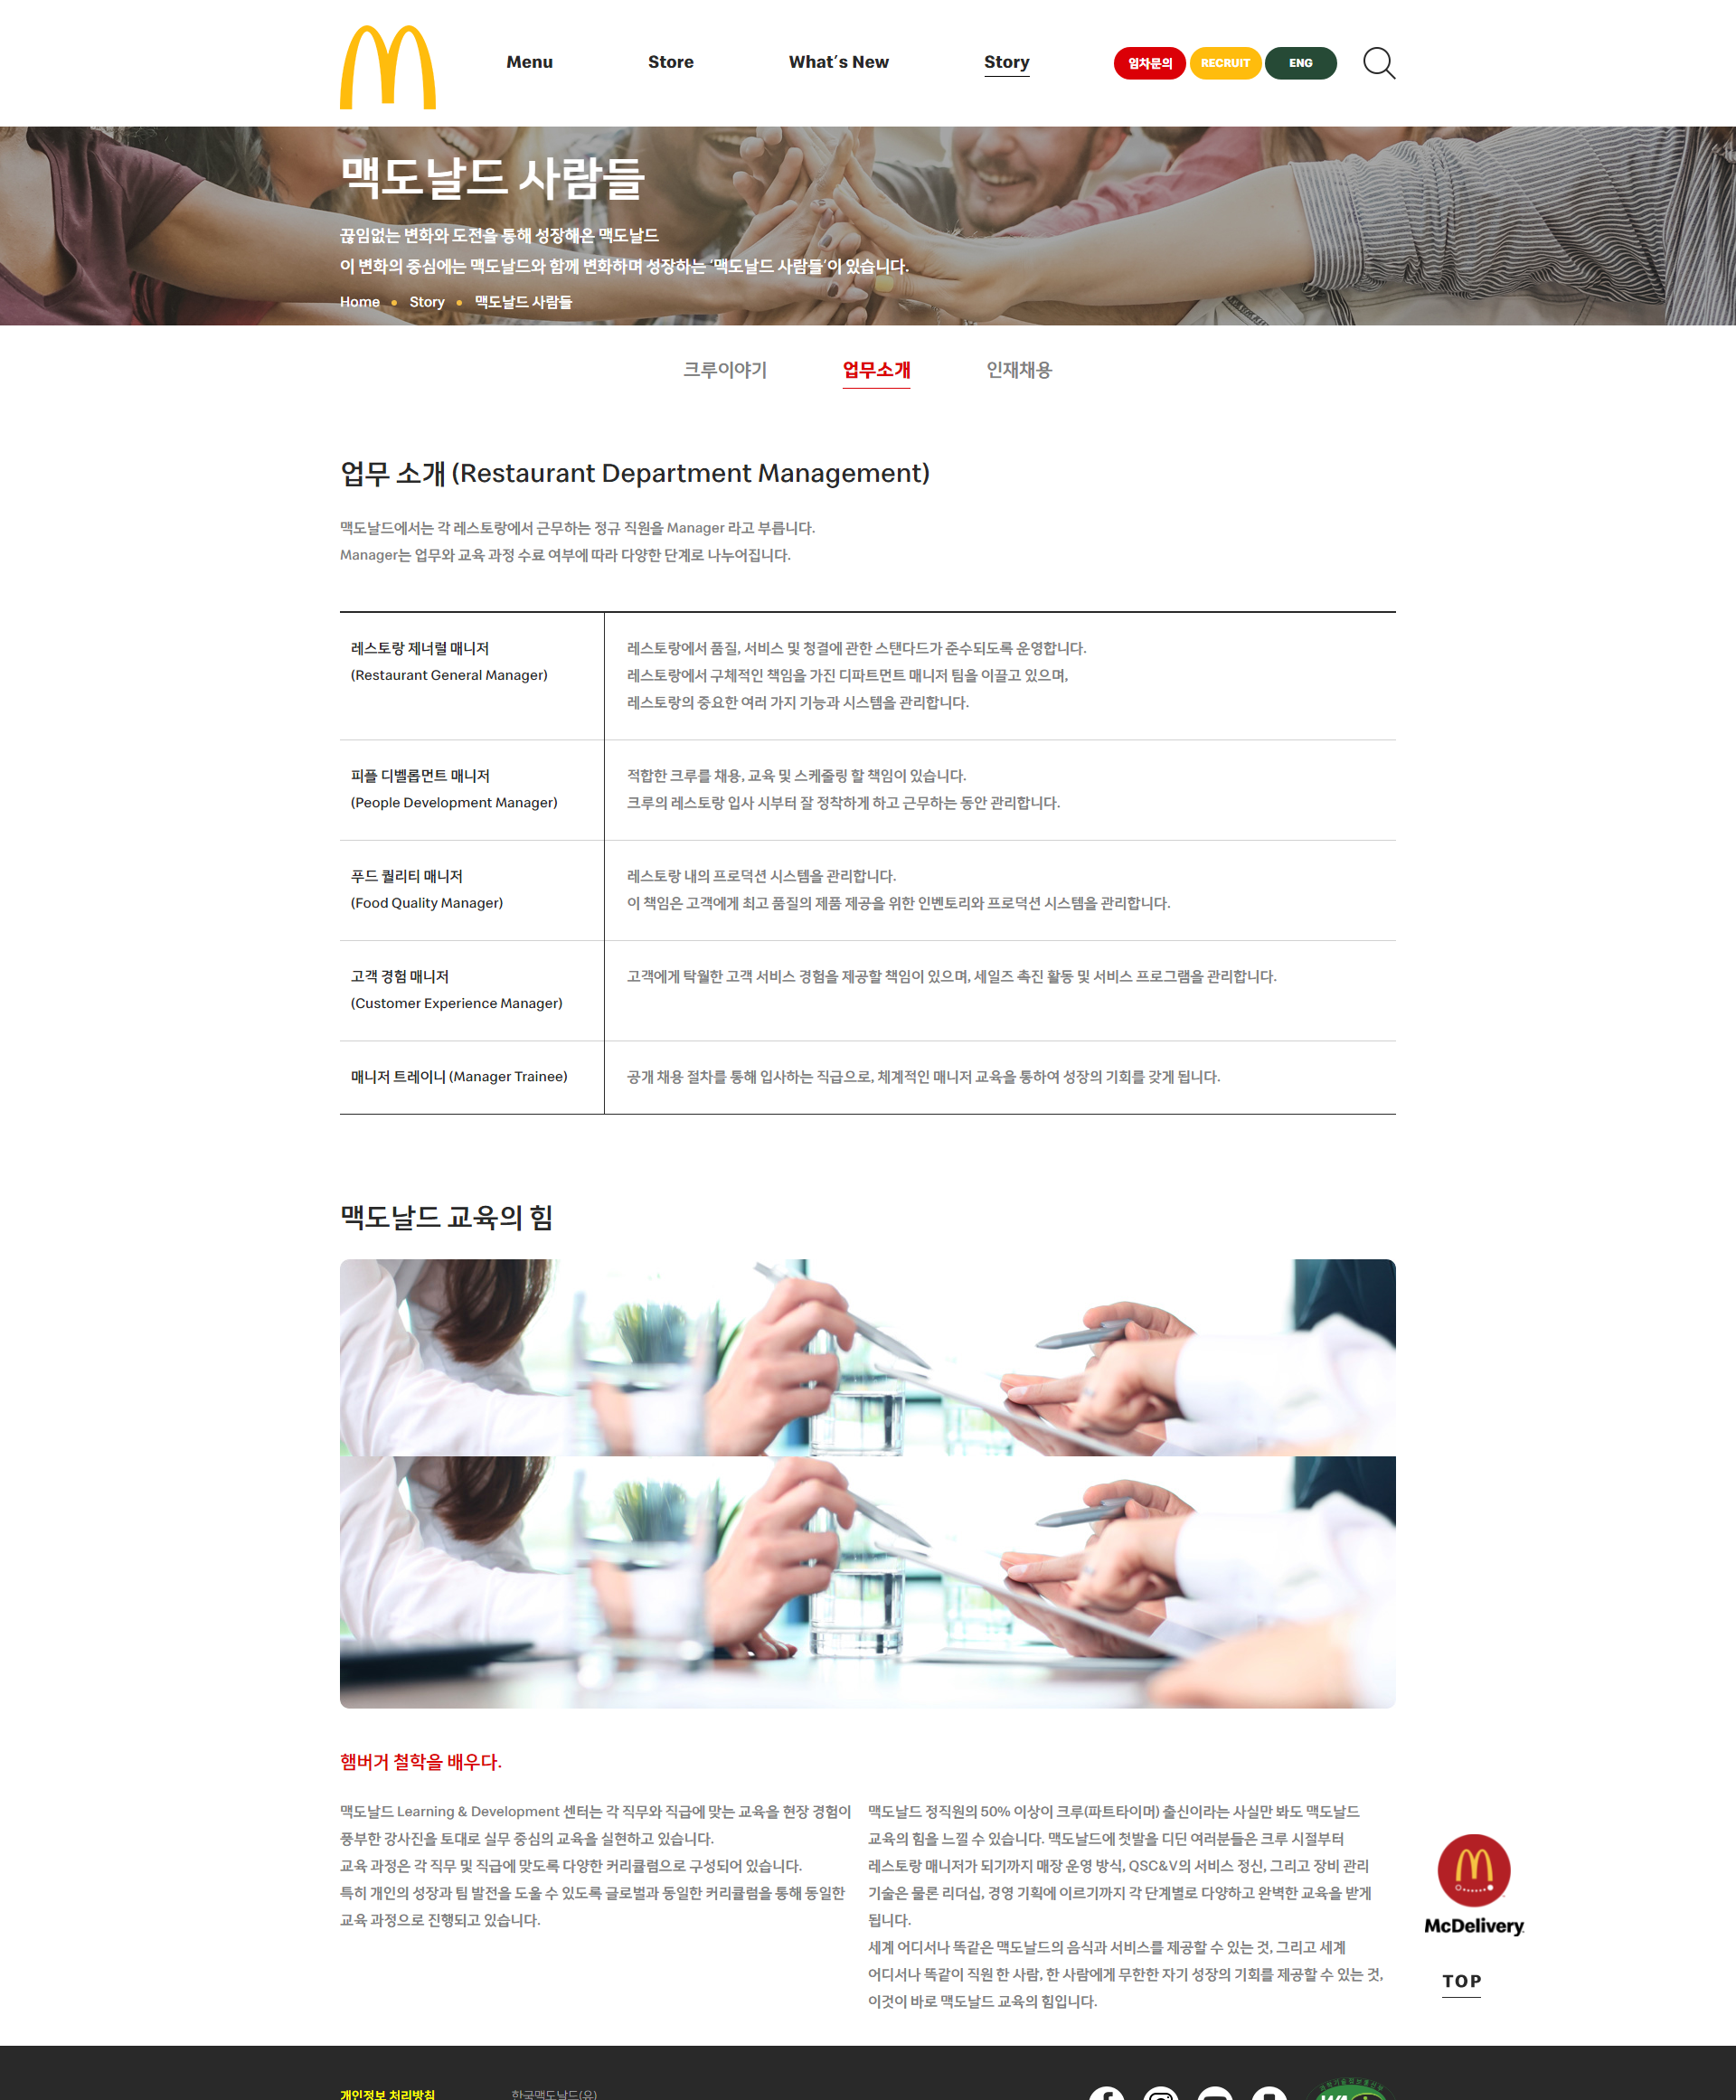 Menu
Store
What's New
Story
임차문의
RECRUIT
ENG
맥도날드 사람들
끊임없는 변화와 도전을 통해 성장해온 맥도날드
이 변화의 중심에는 맥도날드와 함께 변화하며 성장하는 ‘맥도날드 사람들’이 있습니다.
Home • Story • 맥도날드 사람들
크루이야기
업무소개
인재채용
업무 소개 (Restaurant Department Management)
맥도날드에서는 각 레스토랑에서 근무하는 정규 직원을 Manager 라고 부릅니다.
Manager는 업무와 교육 과정 수료 여부에 따라 다양한 단계로 나누어집니다.
레스토랑 제너럴 매니저
(Restaurant General Manager)
레스토랑에서 품질, 서비스 및 청결에 관한 스탠다드가 준수되도록 운영합니다.
레스토랑에서 구체적인 책임을 가진 디파트먼트 매니저 팀을 이끌고 있으며,
레스토랑의 중요한 여러 가지 기능과 시스템을 관리합니다.
피플 디벨롭먼트 매니저
(People Development Manager)
적합한 크루를 채용, 교육 및 스케줄링 할 책임이 있습니다.
크루의 레스토랑 입사 시부터 잘 정착하게 하고 근무하는 동안 관리합니다.
푸드 퀄리티 매니저
(Food Quality Manager)
레스토랑 내의 프로덕션 시스템을 관리합니다.
이 책임은 고객에게 최고 품질의 제품 제공을 위한 인벤토리와 프로덕션 시스템을 관리합니다.
고객 경험 매니저
(Customer Experience Manager)
고객에게 탁월한 고객 서비스 경험을 제공할 책임이 있으며, 세일즈 촉진 활동 및 서비스 프로그램을 관리합니다.
매니저 트레이니 (Manager Trainee)
공개 채용 절차를 통해 입사하는 직급으로, 체계적인 매니저 교육을 통하여 성장의 기회를 갖게 됩니다.
맥도날드 교육의 힘
햄버거 철학을 배우다.
맥도날드 Learning & Development 센터는 각 직무와 직급에 맞는 교육을 현장 경험이
풍부한 강사진을 토대로 실무 중심의 교육을 실현하고 있습니다.
교육 과정은 각 직무 및 직급에 맞도록 다양한 커리큘럼으로 구성되어 있습니다.
특히 개인의 성장과 팀 발전을 도울 수 있도록 글로벌과 동일한 커리큘럼을 통해 동일한
교육 과정으로 진행되고 있습니다.
맥도날드 정직원의 50% 이상이 크루(파트타이머) 출신이라는 사실만 봐도 맥도날드
교육의 힘을 느낄 수 있습니다. 맥도날드에 첫발을 디딘 여러분들은 크루 시절부터
레스토랑 매니저가 되기까지 매장 운영 방식, QSC&V의 서비스 정신, 그리고 장비 관리
기술은 물론 리더십, 경영 기획에 이르기까지 각 단계별로 다양하고 완벽한 교육을 받게
됩니다.
세계 어디서나 똑같은 맥도날드의 음식과 서비스를 제공할 수 있는 것, 그리고 세계
어디서나 똑같이 직원 한 사람, 한 사람에게 무한한 자기 성장의 기회를 제공할 수 있는 것,
이것이 바로 맥도날드 교육의 힘입니다.
McDelivery
TOP
개인정보 처리방침
한국맥도날드(유)